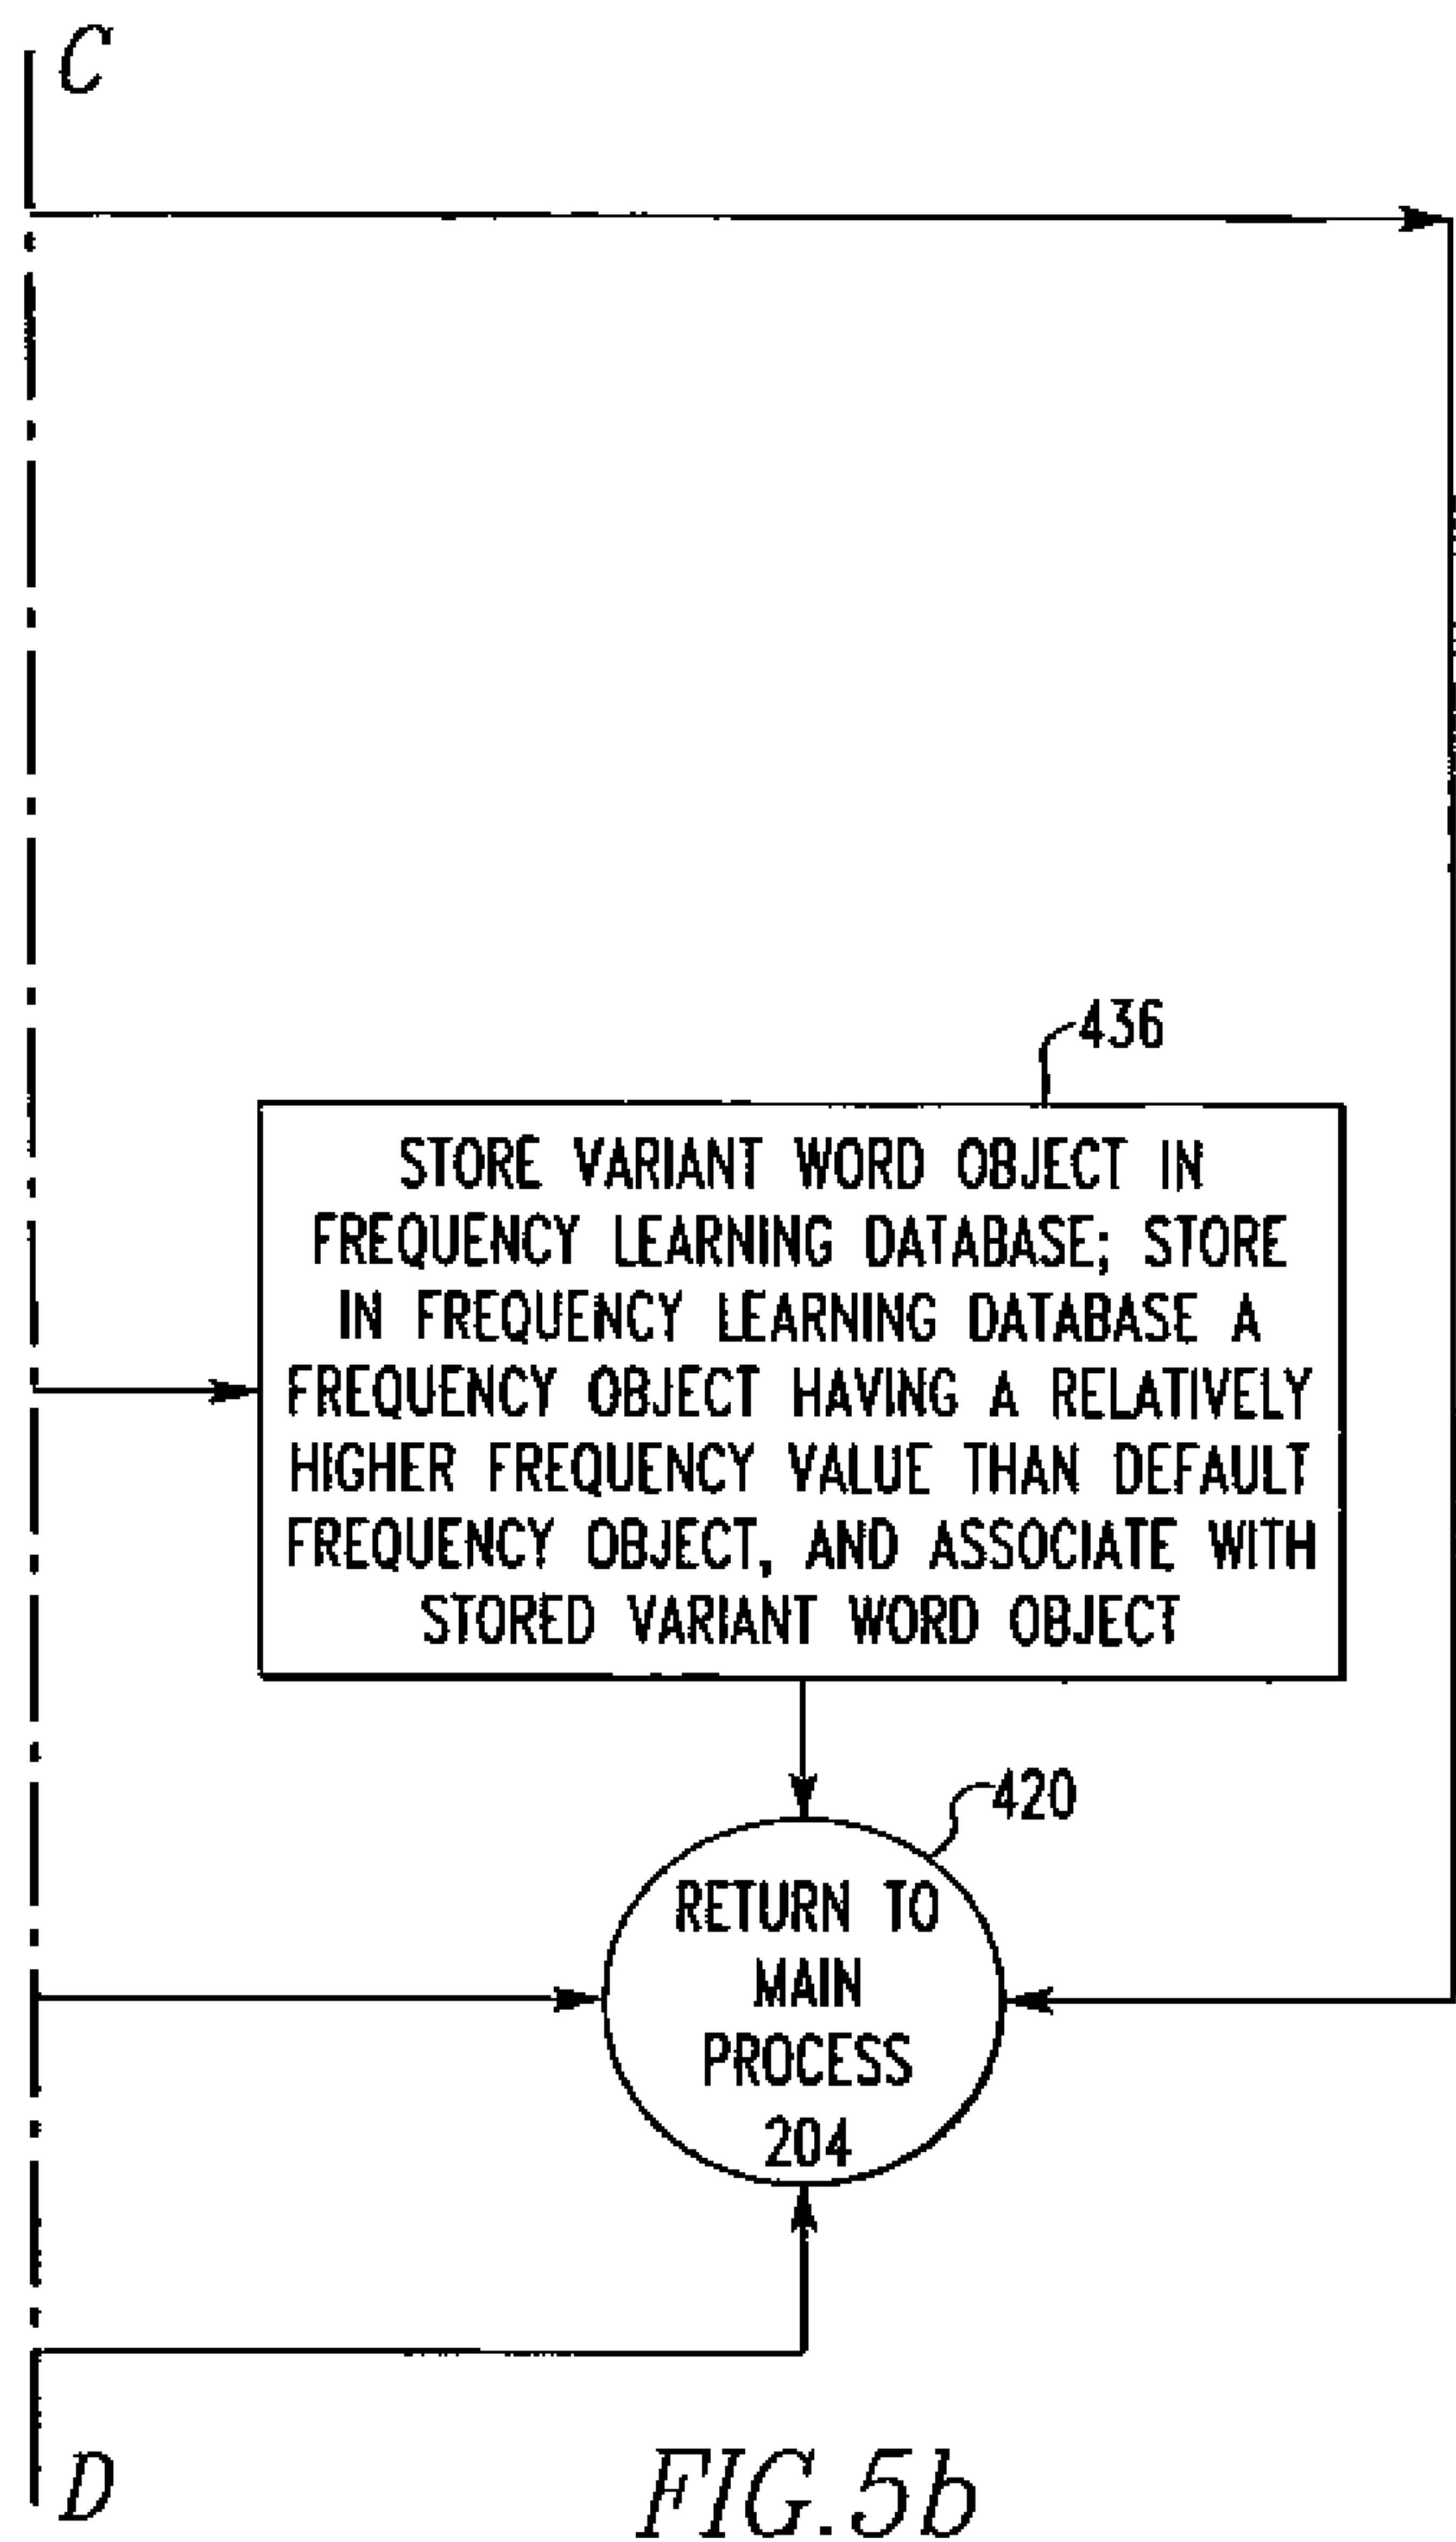 C
436
STORE VARIANT WORD OBJECT IN
FREQUENCY LEARNING DATABASE; STORE
IN FREQUENCY LEARNING DATABASE A
FREQUENCY OBJECT HAVING A RELATIVELY
HIGHER FREQUENCY VALUE THAN DEFAULT
FREQUENCY OBJECT, AND ASSOCIATE WITH
STORED VARIANT WORD OBJECT
420
RETURN TO
MAIN
PROCESS
204
D
FIG.5b